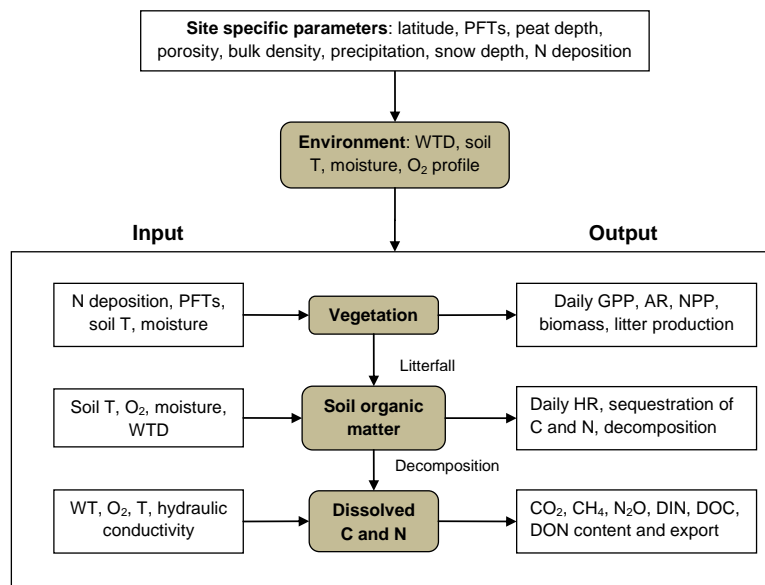 Site specific parameters: latitude, PFTs, peat depth,
porosity, bulk density, precipitation, snow depth, N deposition
Environment: WTD, soil
T, moisture, O₂ profile
Input
Output
N deposition, PFTs,
soil T, moisture
Vegetation
Daily GPP, AR, NPP,
biomass, litter production
Litterfall
Soil T, O₂, moisture,
WTD
Soil organic
matter
Daily HR, sequestration of
C and N, decomposition
Decomposition
WT, O₂, T, hydraulic
conductivity
Dissolved
C and N
CO₂, CH₄, N₂O, DIN, DOC,
DON content and export